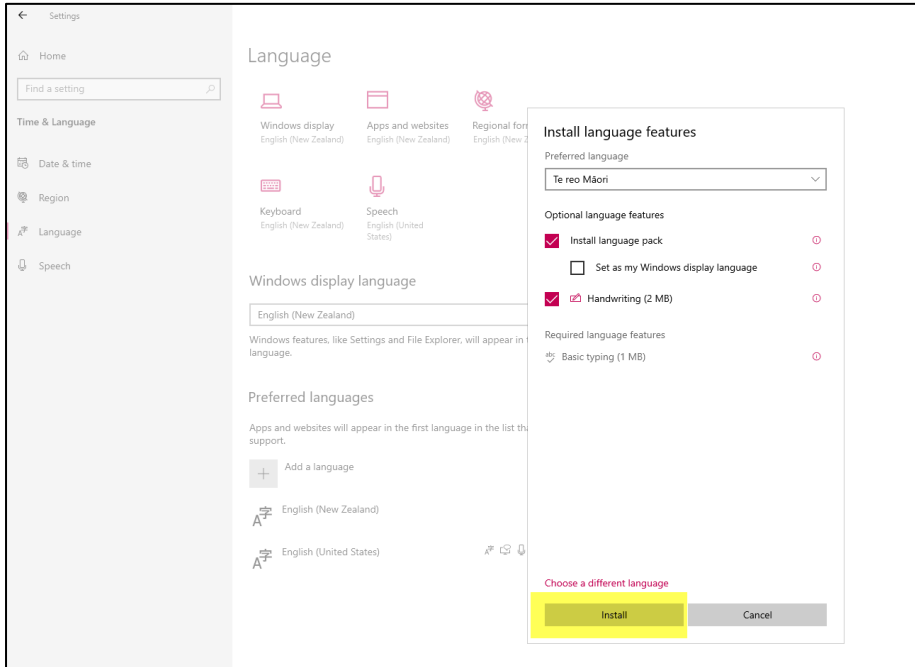 Settings
Home
Find a setting
Time & Language
Date & time
Region
Language
Speech
Language
Windows display
English (New Zealand)
Apps and websites
English (New Zealand)
Regional for
English (New Z
Keyboard
English (New Zealand)
Speech
English (United
States)
Windows display language
English (New Zealand)
Windows features, like Settings and File Explorer, will appear in
language.
Preferred languages
Apps and websites will appear in the first language in the list
support.
Add a language
English (New Zealand)
English (United States)
Install language features
Preferred language
Te reo Māori
Optional language features
Install language pack
Set as my Windows display language
Handwriting (2 MB)
Required language features
abc
Basic typing (1 MB)
Choose a different language
Install
Cancel